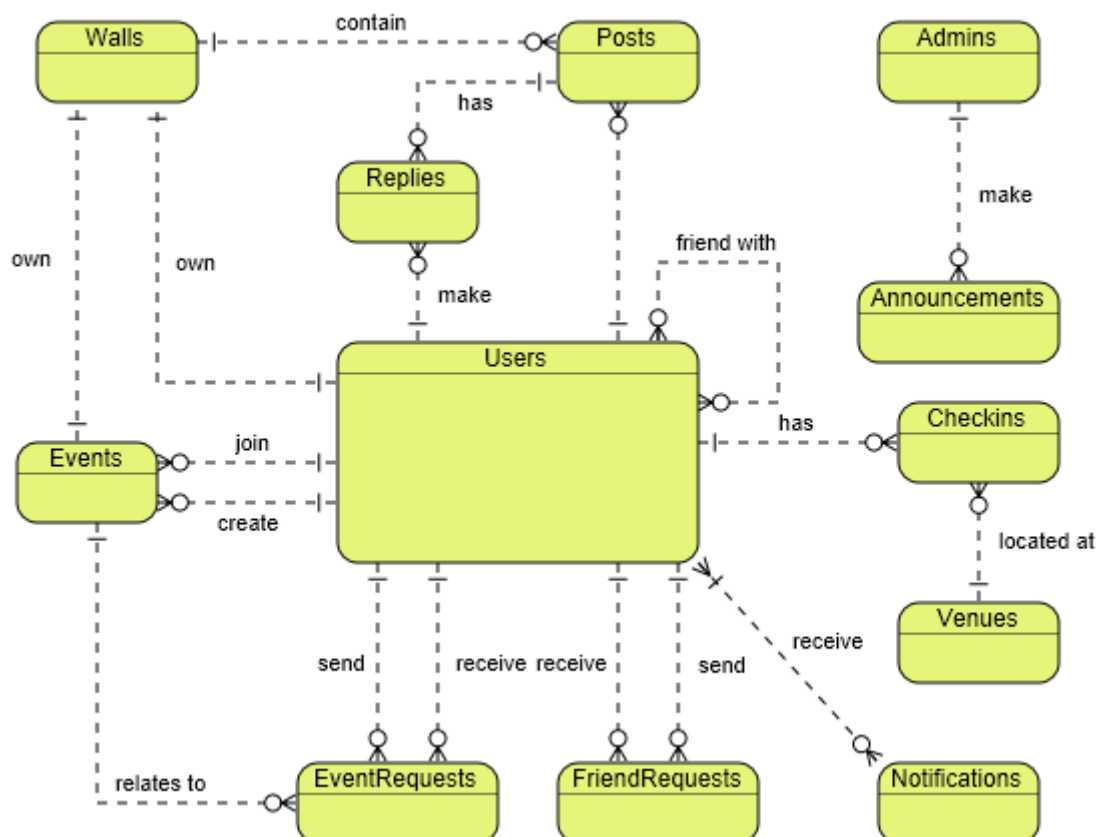 contain
Walls
Posts
Admins
has
Replies
make
own
own
friend with
make
Announcements
Users
has
Checkins
join
Events
create
located at
Venues
send
receive
receive
send
receive
relates to
EventRequests
FriendRequests
Notifications